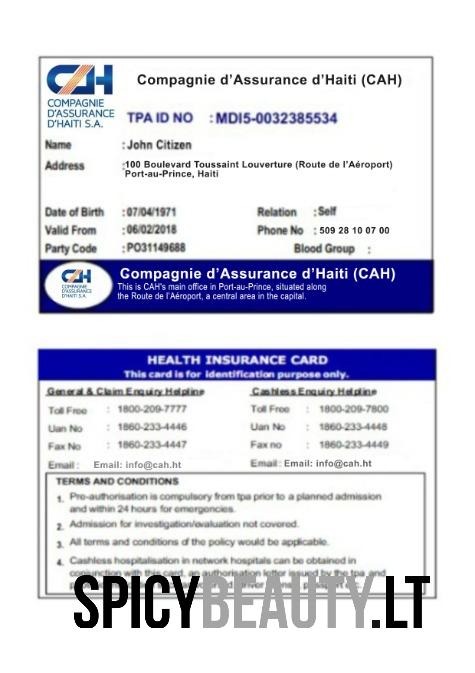 CAH
COMPAGNIE
D'ASSURANCE
D'HAITI S.A.
Compagnie d'Assurance d'Haiti (CAH)
TPA ID NO : MDI5-0032385534
Name : John Citizen
Address : 100 Boulevard Toussaint Louverture (Route de l'Aéroport)
Port-au-Prince, Haiti
Date of Birth : 07/04/1971 Relation : Self
Valid From : 06/02/2018 Phone No : 509 28 10 07 00
Party Code : PO31149688 Blood Group :
CAH
COMPAGNIE
D'ASSURANCE
D'HAITI S.A.
Compagnie d'Assurance d'Haiti (CAH)
This is CAH's main office in Port-au-Prince, situated along
the Route de l'Aéroport, a central area in the capital.
HEALTH INSURANCE CARD
This card is for identification purpose only.
General & Claim Enquiry Helpline Cashless Enquiry Helpline
Toll Free : 1800-209-7777 Toll Free : 1800-209-7800
Uan No : 1860-233-4446 Uan No : 1860-233-4448
Fax No : 1860-233-4447 Fax no : 1860-233-4449
Email : Email: info@cah.ht Email : Email: info@cah.ht
TERMS AND CONDITIONS
1. Pre-authorisation is compulsory from tpa prior to a planned admission
and within 24 hours for emergencies.
2. Admission for investigation/evaluation not covered.
3. All terms and conditions of the policy would be applicable.
4. Cashless hospitalisation in network hospitals can be obtained in
conjunction with this card, an authorisation letter issued by the tpa and
SPICYBEAUTY.LT